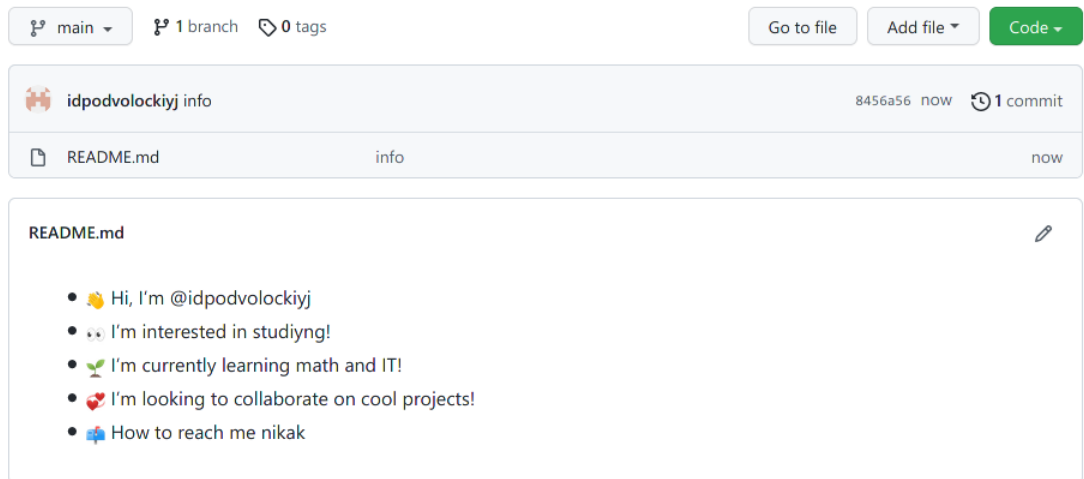 main 1 branch 0 tags Go to file Add file Code
idpodvolockiyj info 8456a56 now 1 commit
README.md info now
README.md
• 👋 Hi, I’m @idpodvolockiyj
• 👀 I’m interested in studiyng!
• 🌱 I’m currently learning math and IT!
• 💞️ I’m looking to collaborate on cool projects!
• 📫 How to reach me nikak